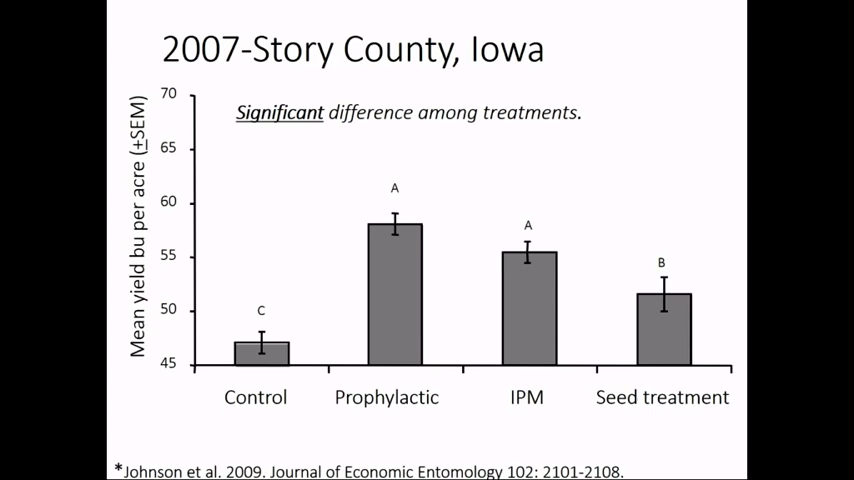 2007-Story County, Iowa
Significant difference among treatments.
Mean yield bu per acre (±SEM)
70
65
60
55
50
45
C
A
A
B
Control
Prophylactic
IPM
Seed treatment
*Johnson et al. 2009. Journal of Economic Entomology 102: 2101-2108.